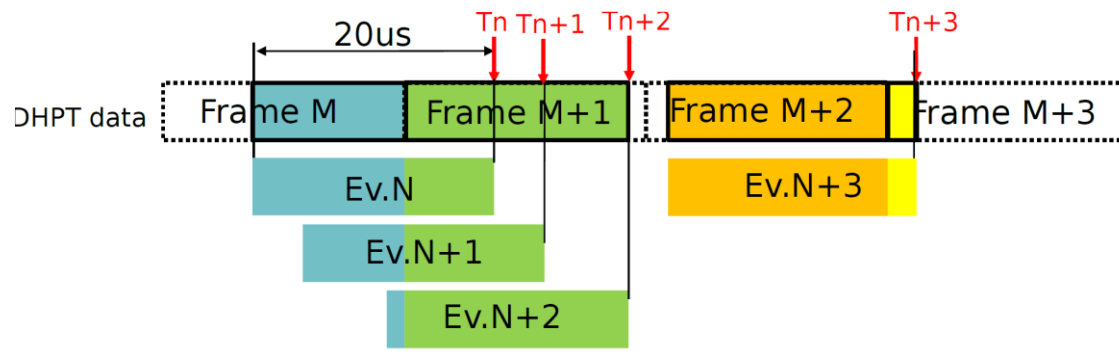 Tn Tn+1 Tn+2 Tn+3
20us
DHPT data Frame M Frame M+1 Frame M+2 Frame M+3
Ev.N Ev.N+3
Ev.N+1
Ev.N+2